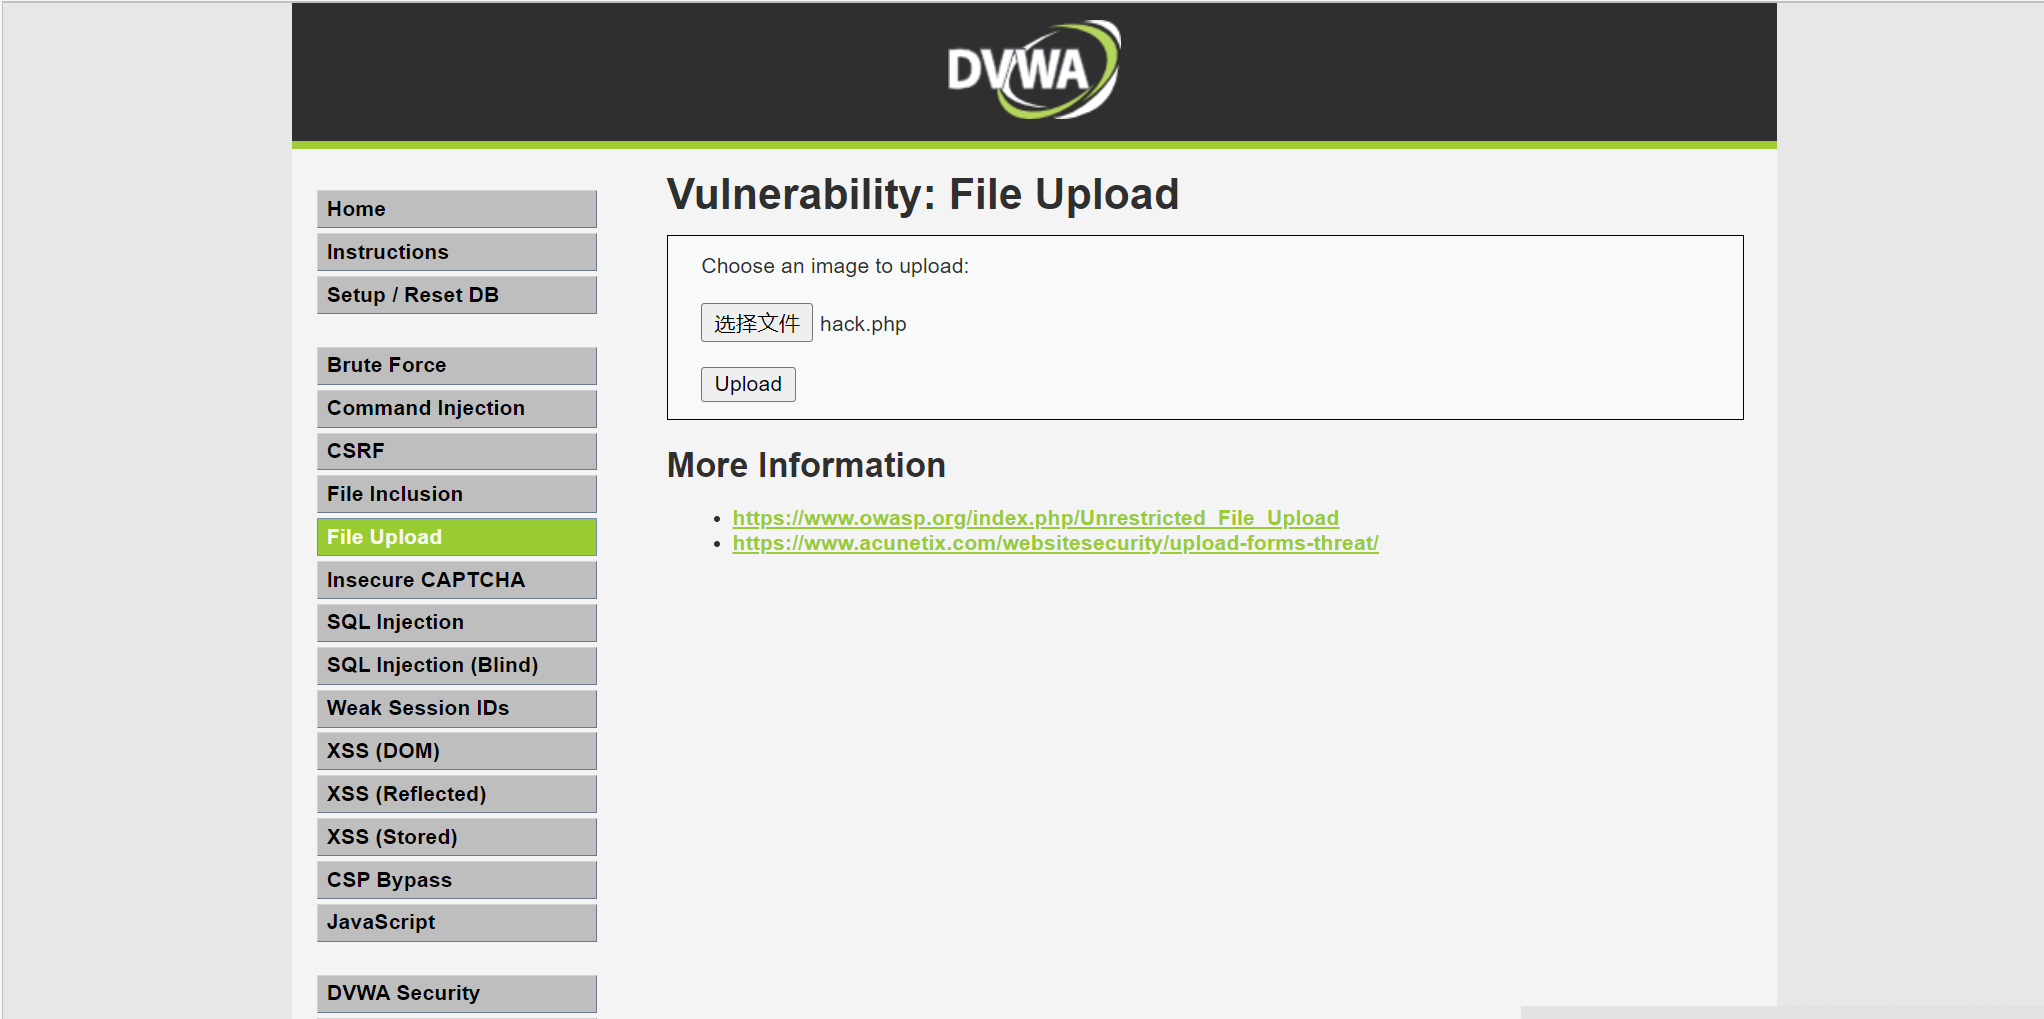 DVWA
Home
Instructions
Setup / Reset DB
Brute Force
Command Injection
CSRF
File Inclusion
File Upload
Insecure CAPTCHA
SQL Injection
SQL Injection (Blind)
Weak Session IDs
XSS (DOM)
XSS (Reflected)
XSS (Stored)
CSP Bypass
JavaScript
DVWA Security
Vulnerability: File Upload
Choose an image to upload:
选择文件 hack.php
Upload
More Information
https://www.owasp.org/index.php/Unrestricted_File_Upload
https://www.acunetix.com/websitesecurity/upload-forms-threat/